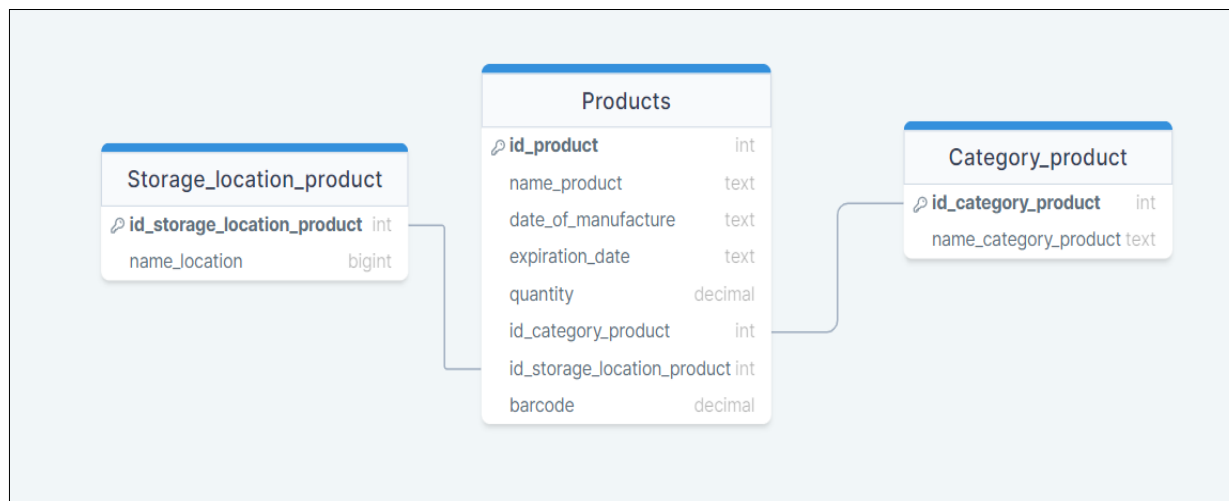 Storage_location_product
id_storage_location_product int
name_location bigint
Products
id_product int
name_product text
date_of_manufacture text
expiration_date text
quantity decimal
id_category_product int
id_storage_location_product int
barcode decimal
Category_product
id_category_product int
name_category_product text